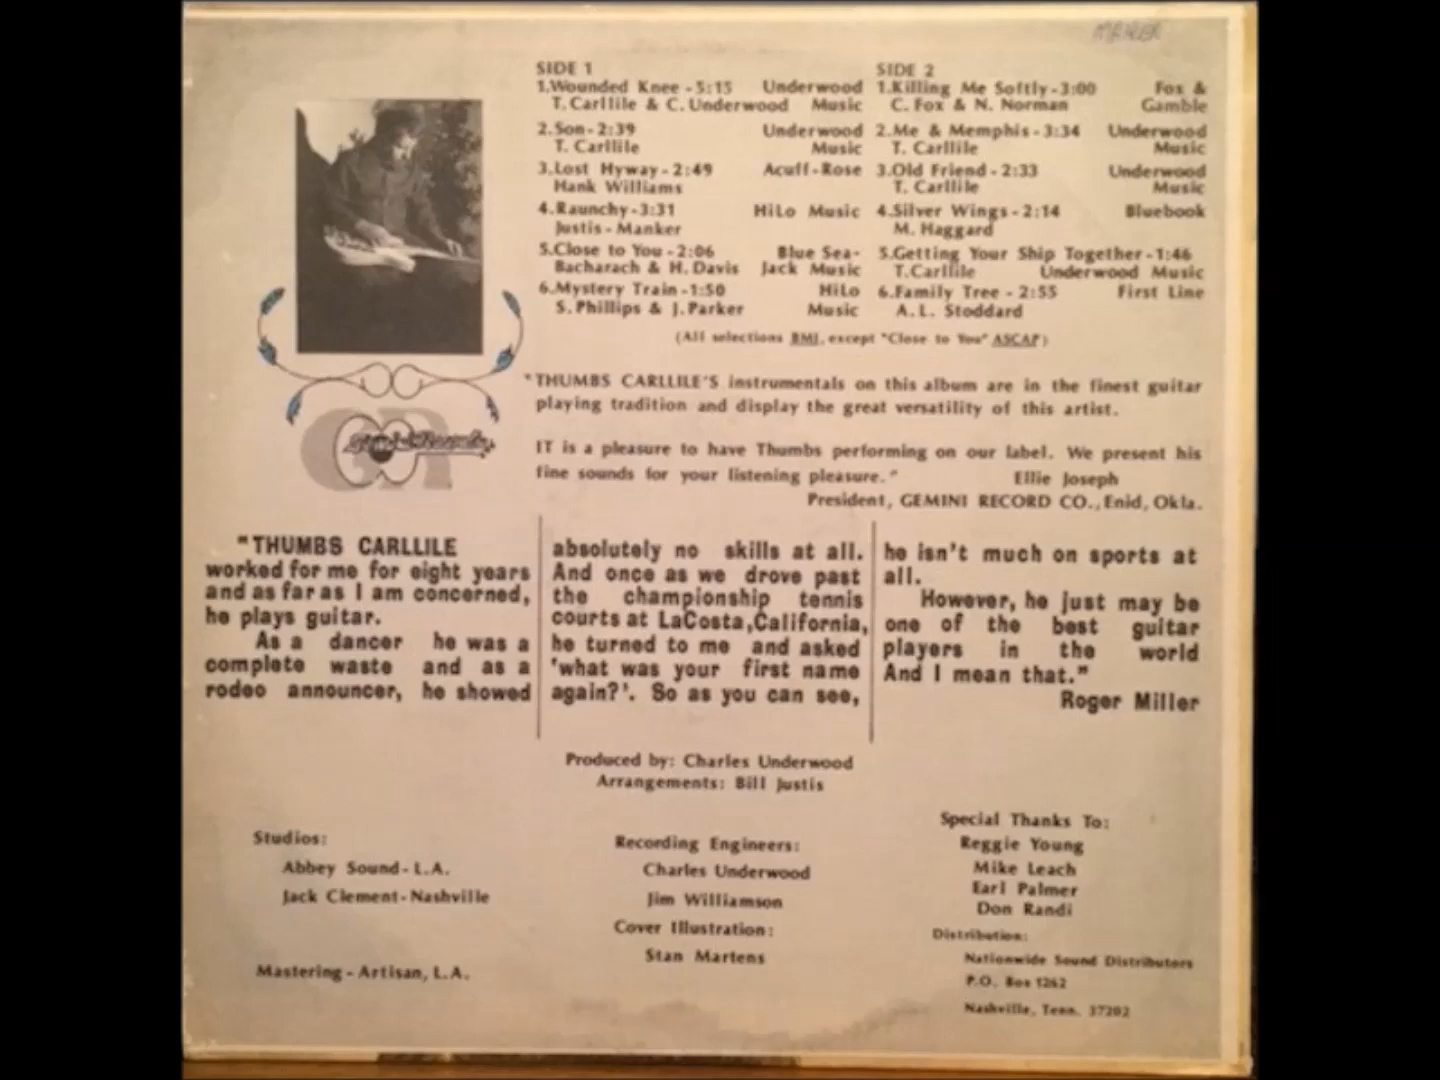 SIDE 1
1.Wounded Knee - 5:15 Underwood
T. Carllile & C. Underwood Music
2.Son - 2:39 Underwood
T. Carllile Music
3.Lost Hyway - 2:49 Acuff-Rose
Hank Williams
4.Raunchy - 3:31 HiLo Music
Justis - Manker
5.Close to You - 2:06 Blue Sea-
Bacharach & H. Davis Jack Music
6.Mystery Train - 1:50 HiLo
S. Phillips & J. Parker Music
SIDE 2
1.Killing Me Softly - 3:00 Fox &
C. Fox & N. Norman Gamble
2.Me & Memphis - 3:34 Underwood
T. Carllile Music
3.Old Friend - 2:33 Underwood
T. Carllile Music
4.Silver Wings - 2:14 Bluebook
M. Haggard
5.Getting Your Ship Together - 1:46
T. Carllile Underwood Music
6.Family Tree - 2:55 First Line
A. L. Stoddard
(All selections BMI, except "Close to You" ASCAP)
"THUMBS CARLLILE'S instrumentals on this album are in the finest guitar
playing tradition and display the great versatility of this artist.
IT is a pleasure to have Thumbs performing on our label. We present his
fine sounds for your listening pleasure." Ellie Joseph
President, GEMINI RECORD CO., Enid, Okla.
"THUMBS CARLLILE
worked for me for eight years
and as far as I am concerned,
he plays guitar.
As a dancer he was a
complete waste and as a
rodeo announcer, he showed
absolutely no skills at all.
And once as we drove past
the championship tennis
courts at LaCosta, California,
he turned to me and asked
'what was your first name
again?'. So as you can see,
he isn't much on sports at
all.
However, he just may be
one of the best guitar
players in the world
And I mean that."
Roger Miller
Produced by: Charles Underwood
Arrangements: Bill Justis
Studios:
Abbey Sound - L.A.
Jack Clement - Nashville
Mastering - Artisan, L.A.
Recording Engineers:
Charles Underwood
Jim Williamson
Cover Illustration:
Stan Martens
Special Thanks To:
Reggie Young
Mike Leach
Earl Palmer
Don Randi
Distribution:
Nationwide Sound Distributors
P.O. Box 1262
Nashville, Tenn. 37202